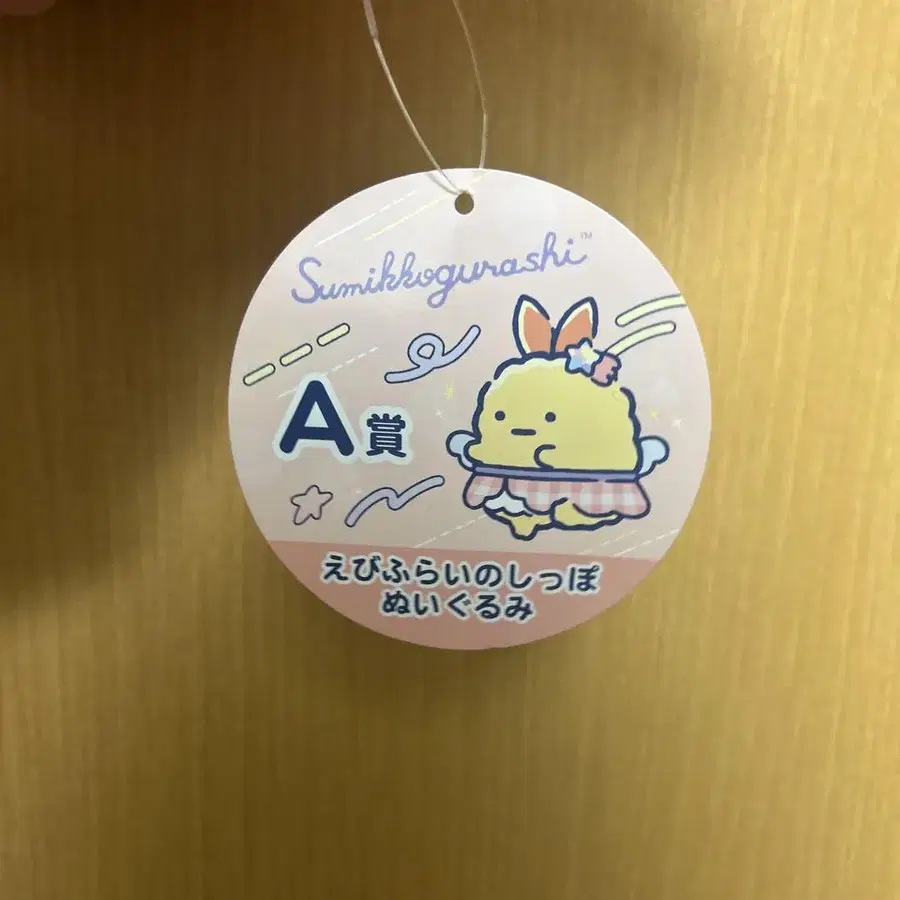 Sumikkogurashi™
A賞
えびふらいのしっぽ
ぬいぐるみ